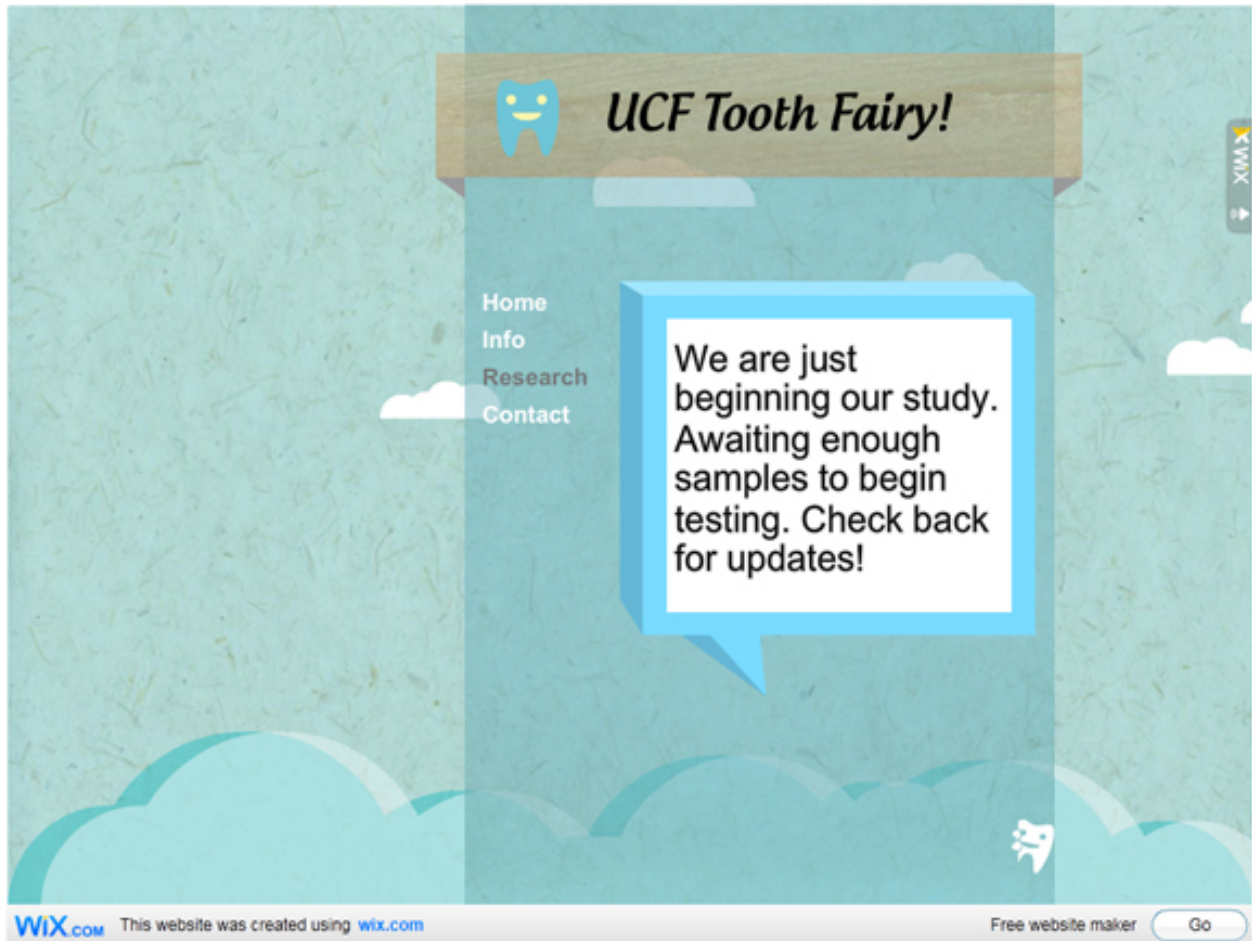 UCF Tooth Fairy!
WIX
Home
Info
Research
Contact
We are just
beginning our study.
Awaiting enough
samples to begin
testing. Check back
for updates!
WIX.COM This website was created using wix.com
Free website maker Go